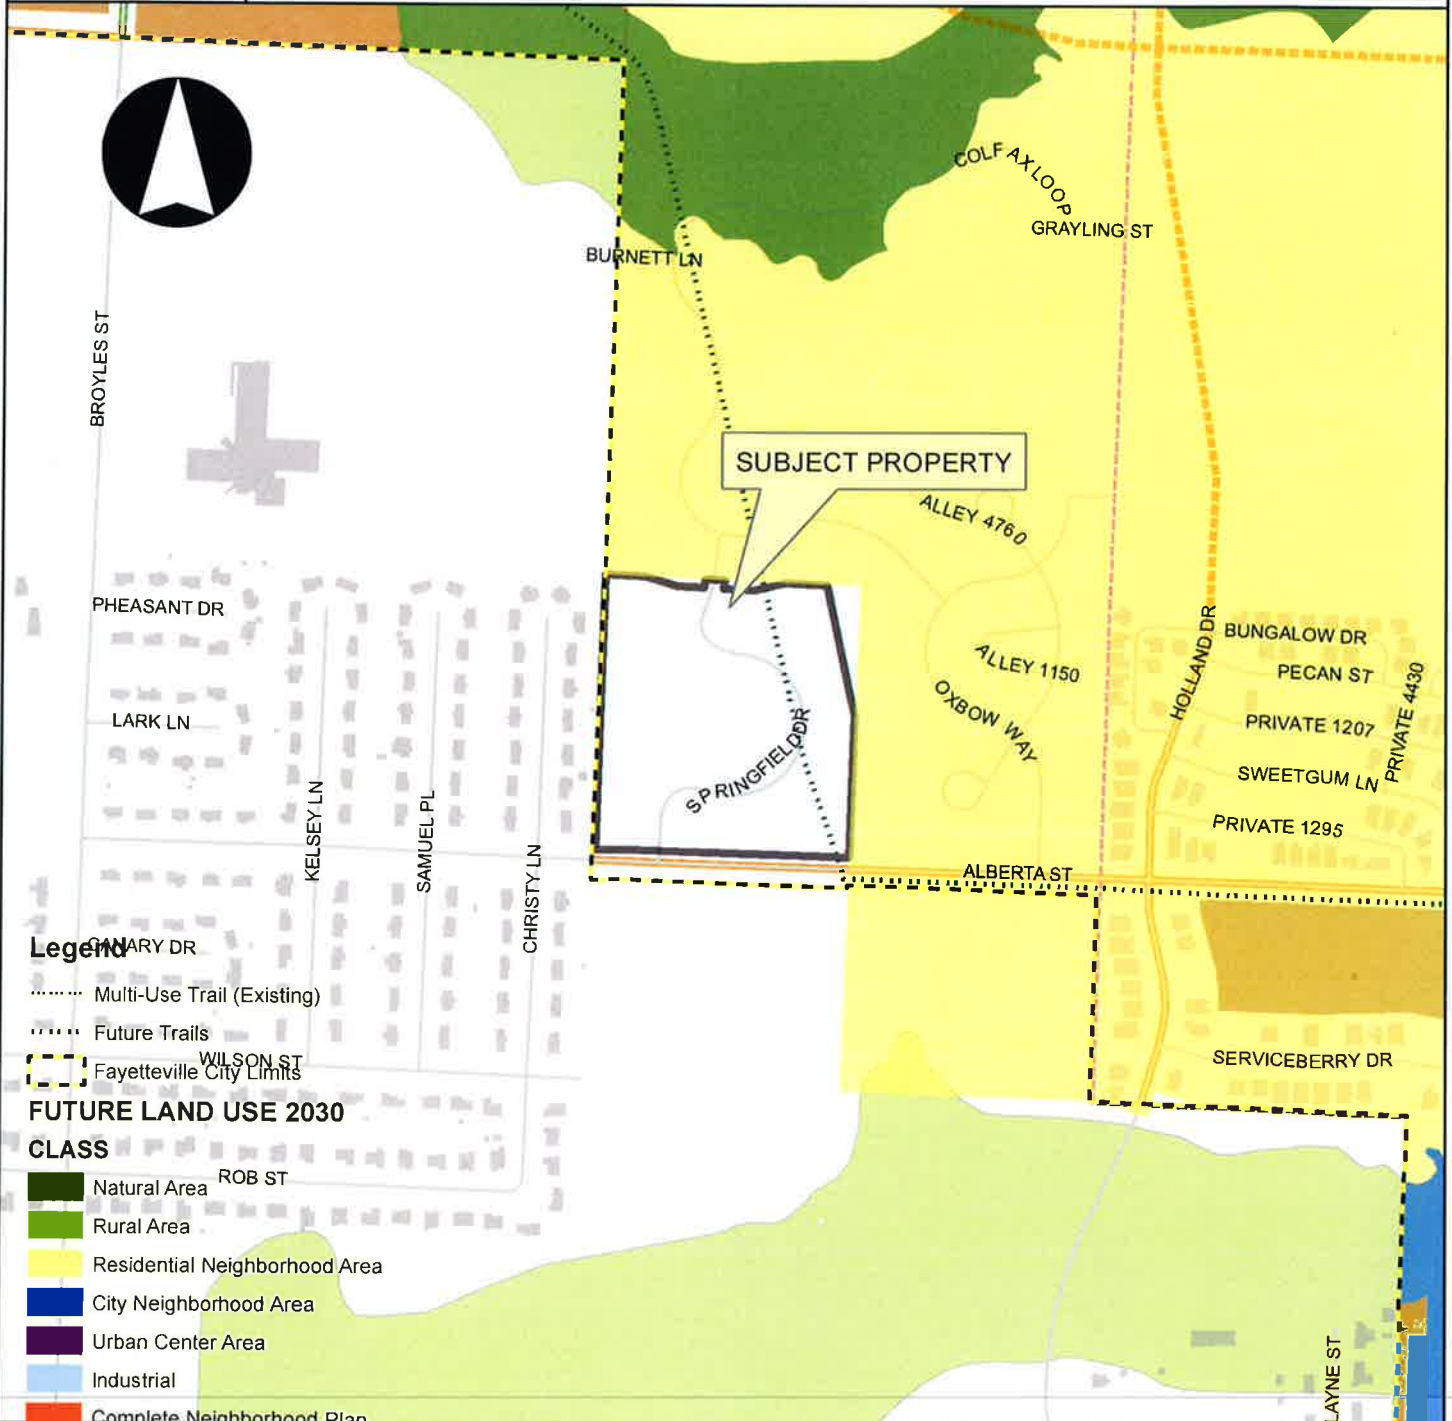 COLFAX LOOP
GRAYLING ST
BURNETT LN
BROYLES ST
SUBJECT PROPERTY
ALLEY 4760
PHEASANT DR
HOLLAND DR
BUNGALOW DR
ALLEY 1150
PECAN ST
PRIVATE 4430
LARK LN
OXBOW WAY
PRIVATE 1207
SPRINGFIELD DR
SWEETGUM LN
KELSEY LN
SAMUEL PL
CHRISTY LN
PRIVATE 1295
ALBERTA ST
CANARY DR
WILSON ST
SERVICEBERRY DR
ROB ST
LAYNE ST
Legend
Multi-Use Trail (Existing)
Future Trails
Fayetteville City Limits
FUTURE LAND USE 2030
CLASS
Natural Area
Rural Area
Residential Neighborhood Area
City Neighborhood Area
Urban Center Area
Industrial
Complete Neighborhood Plan